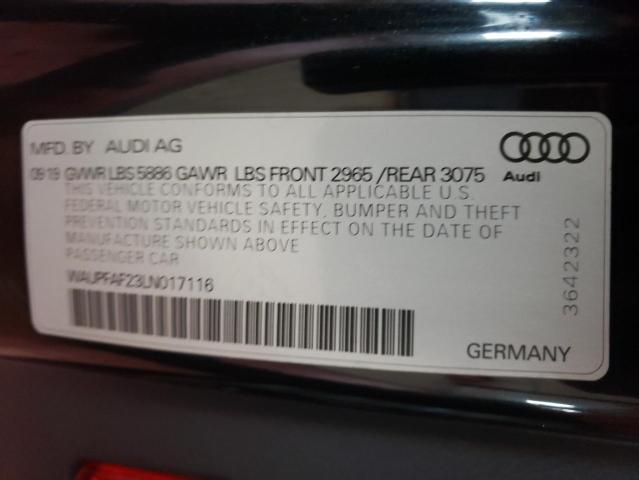 MFD. BY AUDI AG
09 19 GVWR LBS 5886 GAWR LBS FRONT 2965 /REAR 3075
Audi
THIS VEHICLE CONFORMS TO ALL APPLICABLE U.S.
FEDERAL MOTOR VEHICLE SAFETY, BUMPER AND THEFT
PREVENTION STANDARDS IN EFFECT ON THE DATE OF
MANUFACTURE SHOWN ABOVE
PASSENGER CAR
WAUPFAF23LN017116
3642322
GERMANY